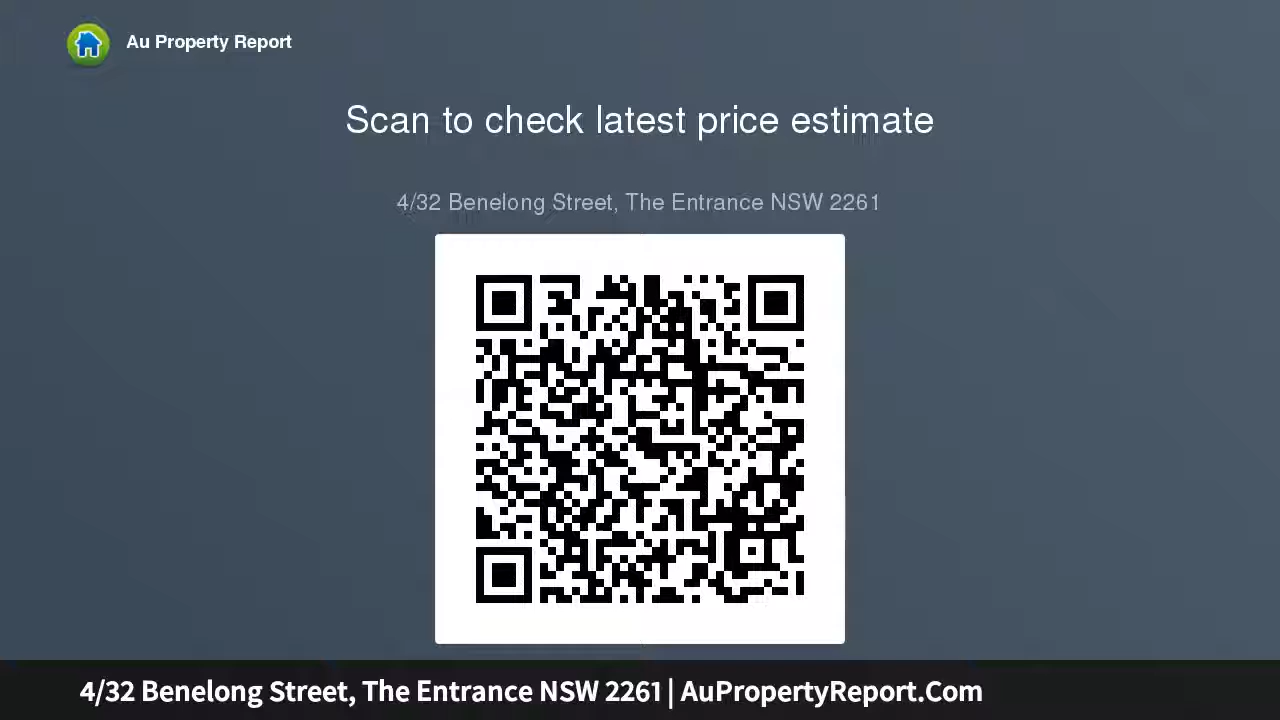 Au Property Report
Scan to check latest price estimate
4/32 Benelong Street, The Entrance NSW 2261
4/32 Benelong Street, The Entrance NSW 2261 | AuPropertyReport.Com